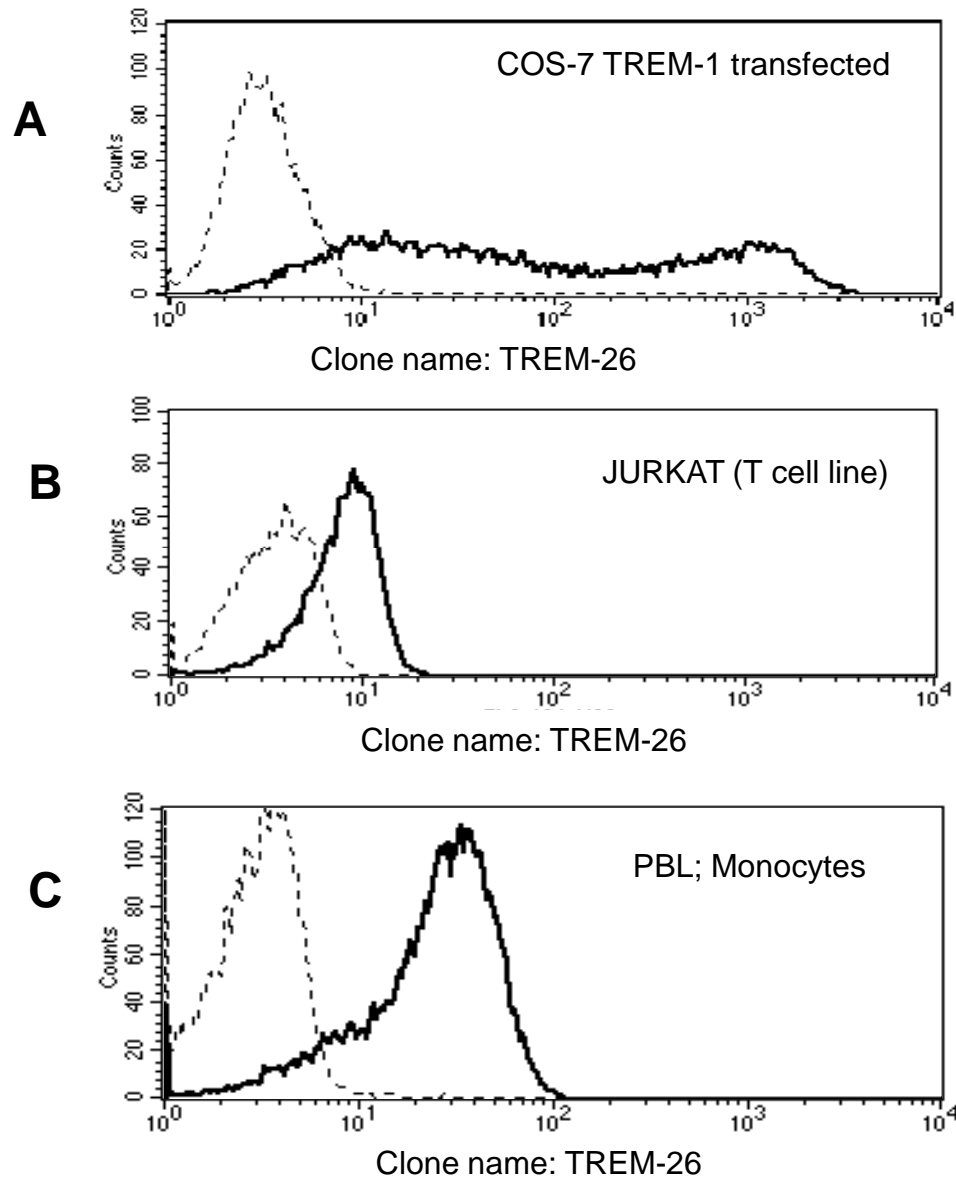 A
COS-7 TREM-1 transfected
Counts
120
100
80
60
40
20
0
10^0
10^1
10^2
10^3
10^4
Clone name: TREM-26
B
JURKAT (T cell line)
Counts
100
80
60
40
20
0
10^0
10^1
10^2
10^3
10^4
Clone name: TREM-26
C
PBL; Monocytes
Counts
120
100
80
60
40
20
0
10^0
10^1
10^2
10^3
10^4
Clone name: TREM-26